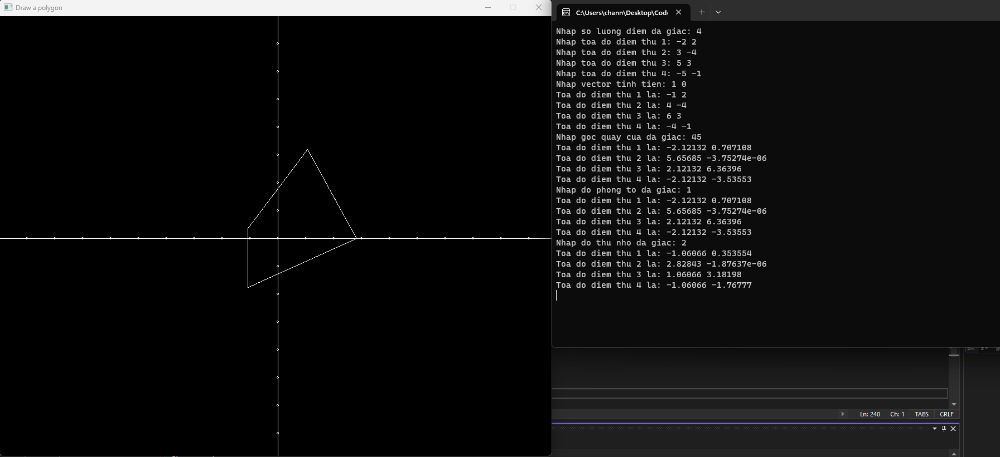 Draw a polygon
C:\Users\chann\Desktop\Code
Nhap so luong diem da giac: 4
Nhap toa do diem thu 1: -2 2
Nhap toa do diem thu 2: 3 -4
Nhap toa do diem thu 3: 5 3
Nhap toa do diem thu 4: -5 -1
Nhap vector tinh tien: 1 0
Toa do diem thu 1 la: -1 2
Toa do diem thu 2 la: 4 -4
Toa do diem thu 3 la: 6 3
Toa do diem thu 4 la: -4 -1
Nhap goc quay cua da giac: 45
Toa do diem thu 1 la: -2.12132 0.707108
Toa do diem thu 2 la: 5.65685 -3.75274e-06
Toa do diem thu 3 la: 2.12132 6.36396
Toa do diem thu 4 la: -2.12132 -3.53553
Nhap do phong to da giac: 1
Toa do diem thu 1 la: -2.12132 0.707108
Toa do diem thu 2 la: 5.65685 -3.75274e-06
Toa do diem thu 3 la: 2.12132 6.36396
Toa do diem thu 4 la: -2.12132 -3.53553
Nhap do thu nho da giac: 2
Toa do diem thu 1 la: -1.06066 0.353554
Toa do diem thu 2 la: 2.82843 -1.87637e-06
Toa do diem thu 3 la: 1.06066 3.18198
Toa do diem thu 4 la: -1.06066 -1.76777
Ln: 240 Ch: 1 TABS CRLF